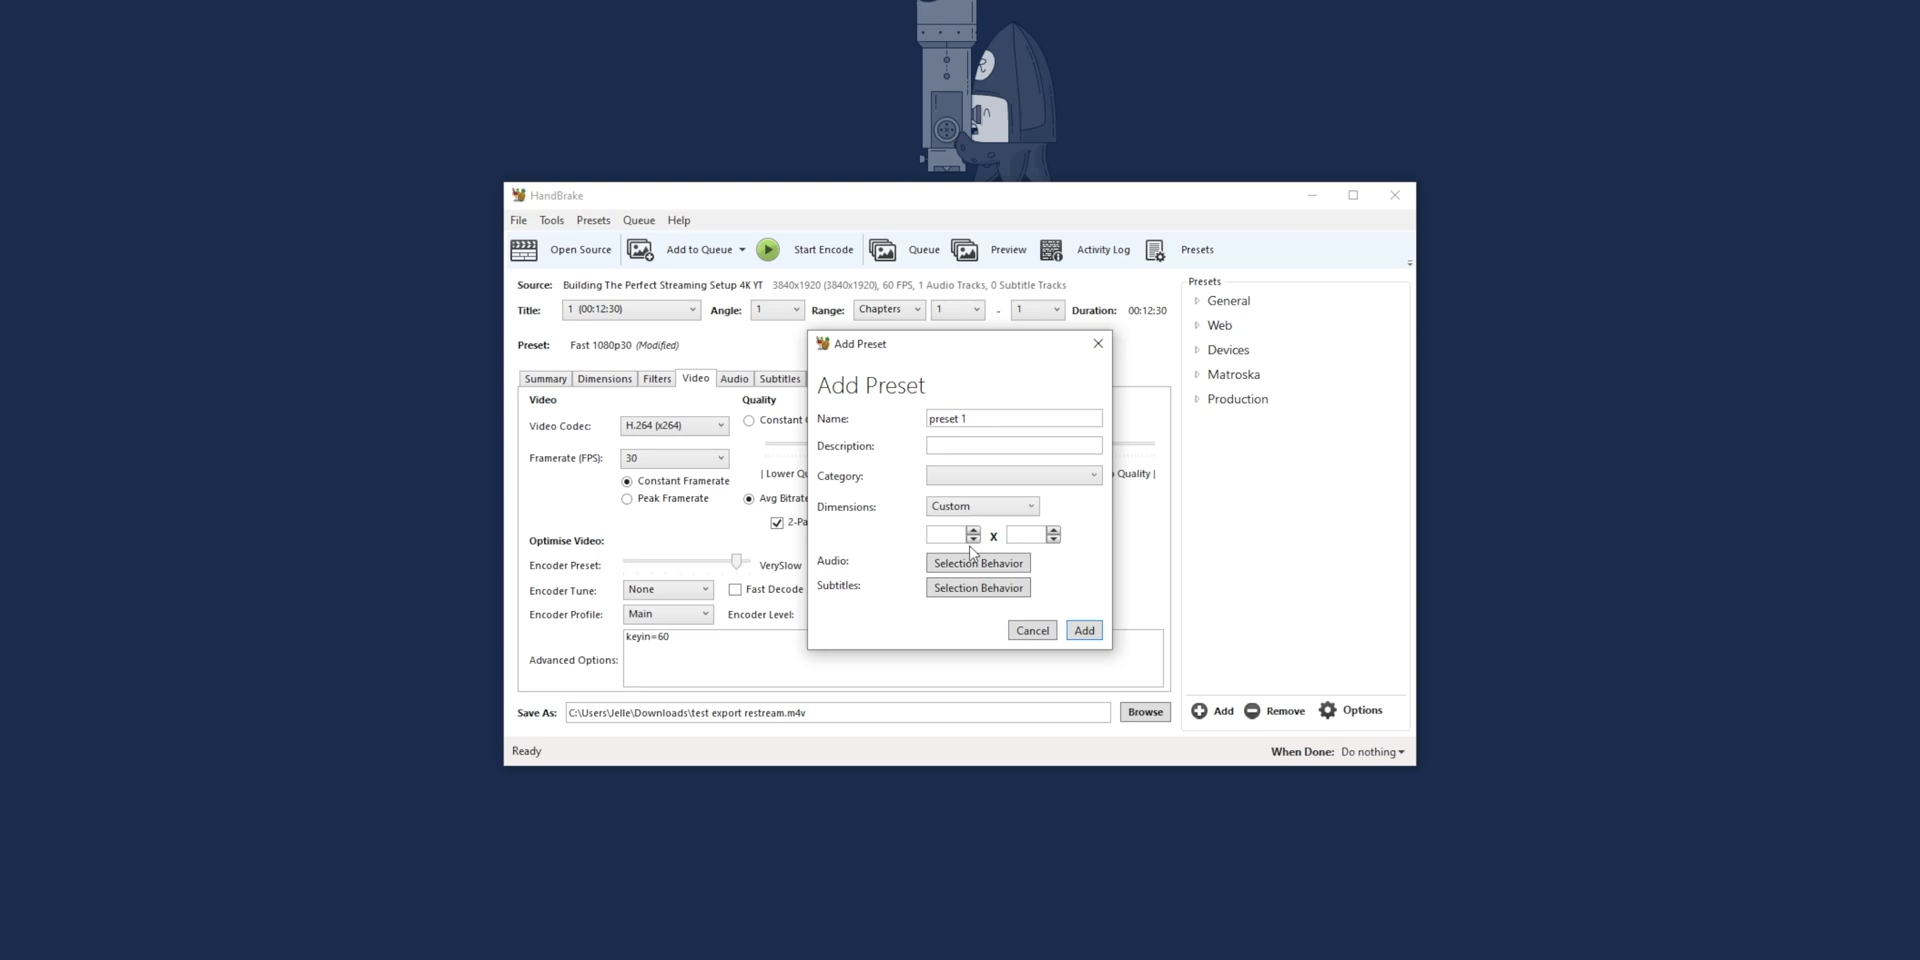 HandBrake
File Tools Presets Queue Help
Open Source Add to Queue Start Encode Queue Preview Activity Log Presets
Source: Building The Perfect Streaming Setup 4K YT 3840x1920 (3840x1920), 60 FPS, 1 Audio Tracks, 0 Subtitle Tracks
Title: 1 (00:12:30) Angle: 1 Range: Chapters 1 - 1 Duration: 00:12:30
Preset: Fast 1080p30 (Modified)
Summary Dimensions Filters Video Audio Subtitles
Video Quality
Video Codec: H.264 (x264) Constant
Framerate (FPS): 30
| Lower Quality |
Constant Framerate
Peak Framerate Avg Bitrate
2-Pa
Optimise Video:
Encoder Preset: VerySlow
Encoder Tune: None Fast Decode
Encoder Profile: Main Encoder Level:
keyin=60
Advanced Options:
Save As: C:\Users\Jelle\Downloads\test export restream.m4v Browse
Ready When Done: Do nothing
Add Preset
Add Preset
Name: preset 1
Description:
Category:
Dimensions: Custom
x
Audio: Selection Behavior
Subtitles: Selection Behavior
Cancel Add
Presets
General
Web
Devices
Matroska
Production
Add Remove Options